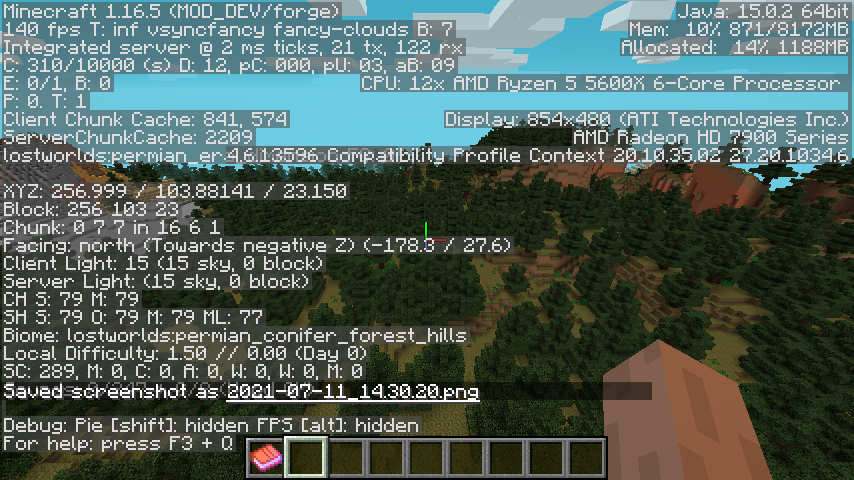 Minecraft 1.16.5 (MOD_DEV/forge)
Java: 15.0.2 64bit
140 fps T: inf vsyncfancy fancy-clouds B: 7
Mem: 10% 871/8172MB
Integrated server @ 2 ms ticks, 21 tx, 122 rx
Allocated: 14% 1188MB
C: 310/10000 (s) D: 12, pC: 000, pU: 03, aB: 09
E: 0/1, B: 0
CPU: 12x AMD Ryzen 5 5600X 6-Core Processor
P: 0. T: 1
Client Chunk Cache: 841, 574
Display: 854x480 (ATI Technologies Inc.)
ServerChunkCache: 2209
AMD Radeon HD 7900 Series
lostworlds:permian_er.4.6.13596 Compatibility Profile Context 20.10.35.02 27.20.1034.6
XYZ: 256.999 / 103.88141 / 23.150
Block: 256 103 23
Chunk: 0 7 7 in 16 6 1
Facing: north (Towards negative Z) (-178.3 / 27.6)
Client Light: 15 (15 sky, 0 block)
Server Light: (15 sky, 0 block)
CH S: 79 M: 79
SH S: 79 O: 79 M: 79 ML: 77
Biome: lostworlds:permian_conifer_forest_hills
Local Difficulty: 1.50 // 0.00 (Day 0)
SC: 289, M: 0, C: 0, A: 0, W: 0, W: 0, M: 0
Saved screenshot as 2021-07-11_14.30.20.png
Debug: Pie [shift]: hidden FPS [alt]: hidden
For help: press F3 + Q